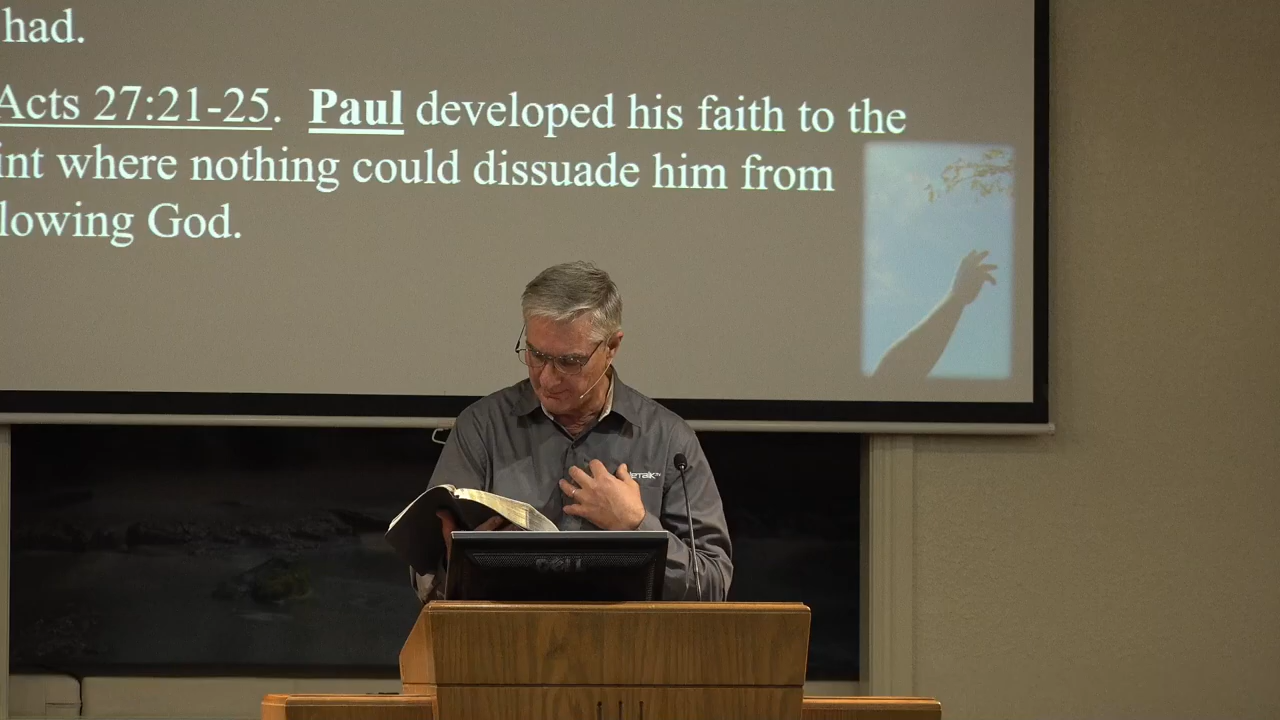 had.
Acts 27:21-25. Paul developed his faith to the
int where nothing could dissuade him from
lowing God.
DELL